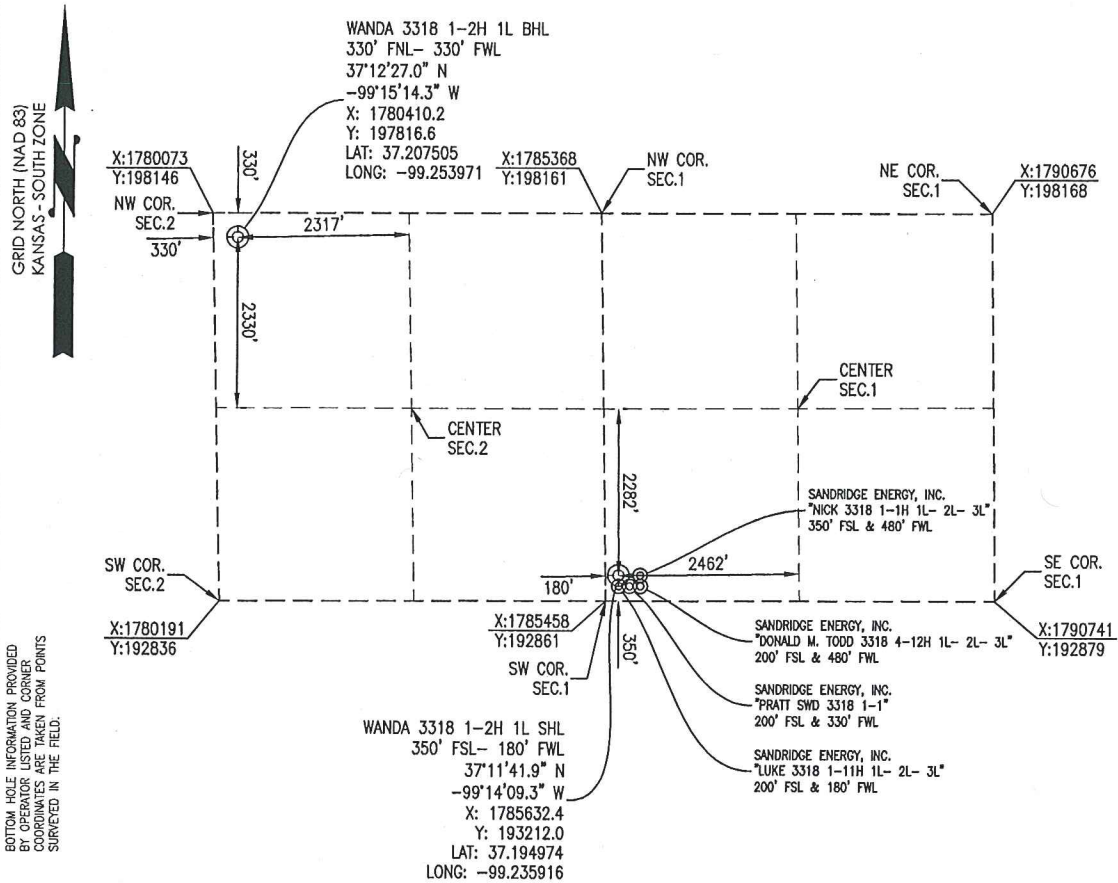 GRID NORTH (NAD 83)
KANSAS - SOUTH ZONE
WANDA 3318 1-2H 1L BHL
330' FNL- 330' FWL
37°12'27.0" N
-99°15'14.3" W
X: 1780410.2
Y: 197816.6
LAT: 37.207505
LONG: -99.253971
X:1780073
Y:198146
NW COR.
SEC.2
330'
330'
2317'
2330'
X:1785368
Y:198161
NW COR.
SEC.1
NE COR.
SEC.1
X:1790676
Y:198168
CENTER
SEC.2
CENTER
SEC.1
2282'
SANDRIDGE ENERGY, INC.
"NICK 3318 1-1H 1L- 2L- 3L"
350' FSL & 480' FWL
2462'
180'
350'
SW COR.
SEC.2
X:1780191
Y:192836
X:1785458
Y:192861
SW COR.
SEC.1
SE COR.
SEC.1
X:1790741
Y:192879
SANDRIDGE ENERGY, INC.
"DONALD M. TODD 3318 4-12H 1L- 2L- 3L"
200' FSL & 480' FWL
SANDRIDGE ENERGY, INC.
"PRATT SWD 3318 1-1"
200' FSL & 330' FWL
SANDRIDGE ENERGY, INC.
"LUKE 3318 1-11H 1L- 2L- 3L"
200' FSL & 180' FWL
WANDA 3318 1-2H 1L SHL
350' FSL- 180' FWL
37°11'41.9" N
-99°14'09.3" W
X: 1785632.4
Y: 193212.0
LAT: 37.194974
LONG: -99.235916
BOTTOM HOLE INFORMATION PROVIDED
BY OPERATOR LISTED AND CORNER
COORDINATES ARE TAKEN FROM POINTS
SURVEYED IN THE FIELD.